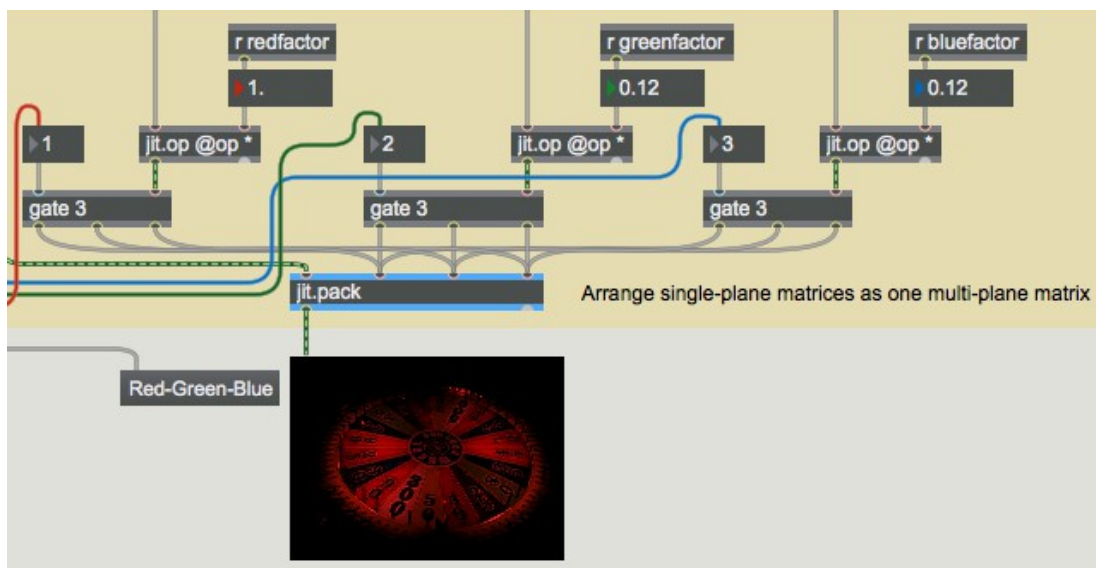 r redfactor
r greenfactor
r bluefactor
1.
0.12
0.12
1
jit.op @op *
2
jit.op @op *
3
jit.op @op *
gate 3
gate 3
gate 3
jit.pack
Arrange single-plane matrices as one multi-plane matrix
Red-Green-Blue